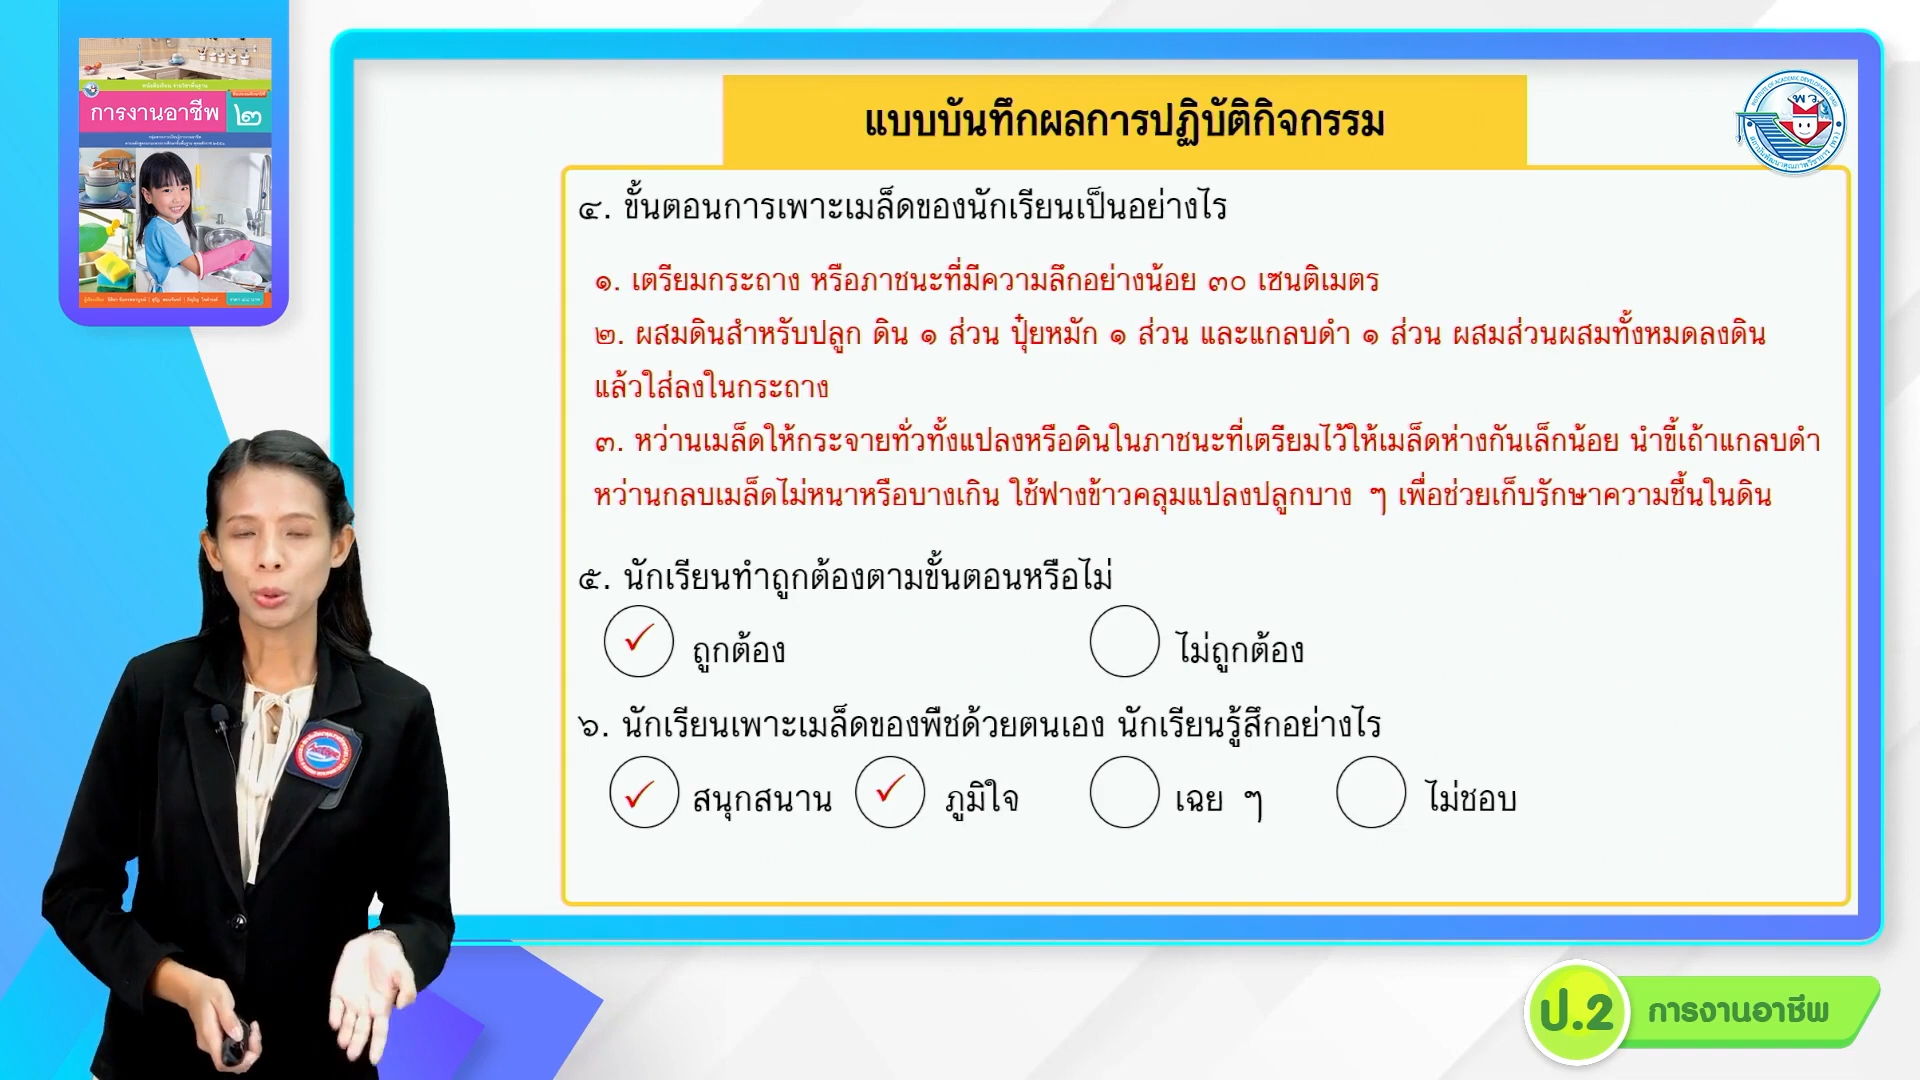 การงานอาชีพ ๒
แบบบันทึกผลการปฏิบัติกิจกรรม
๔. ขั้นตอนการเพาะเมล็ดของนักเรียนเป็นอย่างไร
๑. เตรียมกระถาง หรือภาชนะที่มีความลึกอย่างน้อย ๓๐ เซนติเมตร
๒. ผสมดินสำหรับปลูก ดิน ๑ ส่วน ปุ๋ยหมัก ๑ ส่วน และแกลบดำ ๑ ส่วน ผสมส่วนผสมทั้งหมดลงดิน
แล้วใส่ลงในกระถาง
๓. หว่านเมล็ดให้กระจายทั่วทั้งแปลงหรือดินในภาชนะที่เตรียมไว้ให้เมล็ดห่างกันเล็กน้อย นำขี้เถ้าแกลบดำ
หว่านกลบเมล็ดไม่หนาหรือบางเกิน ใช้ฟางข้าวคลุมแปลงปลูกบาง ๆ เพื่อช่วยเก็บรักษาความชื้นในดิน
๕. นักเรียนทำถูกต้องตามขั้นตอนหรือไม่
✓ ถูกต้อง ไม่ถูกต้อง
๖. นักเรียนเพาะเมล็ดของพืชด้วยตนเอง นักเรียนรู้สึกอย่างไร
✓ สนุกสนาน ✓ ภูมิใจ เฉย ๆ ไม่ชอบ
พว.
ป.2 การงานอาชีพ